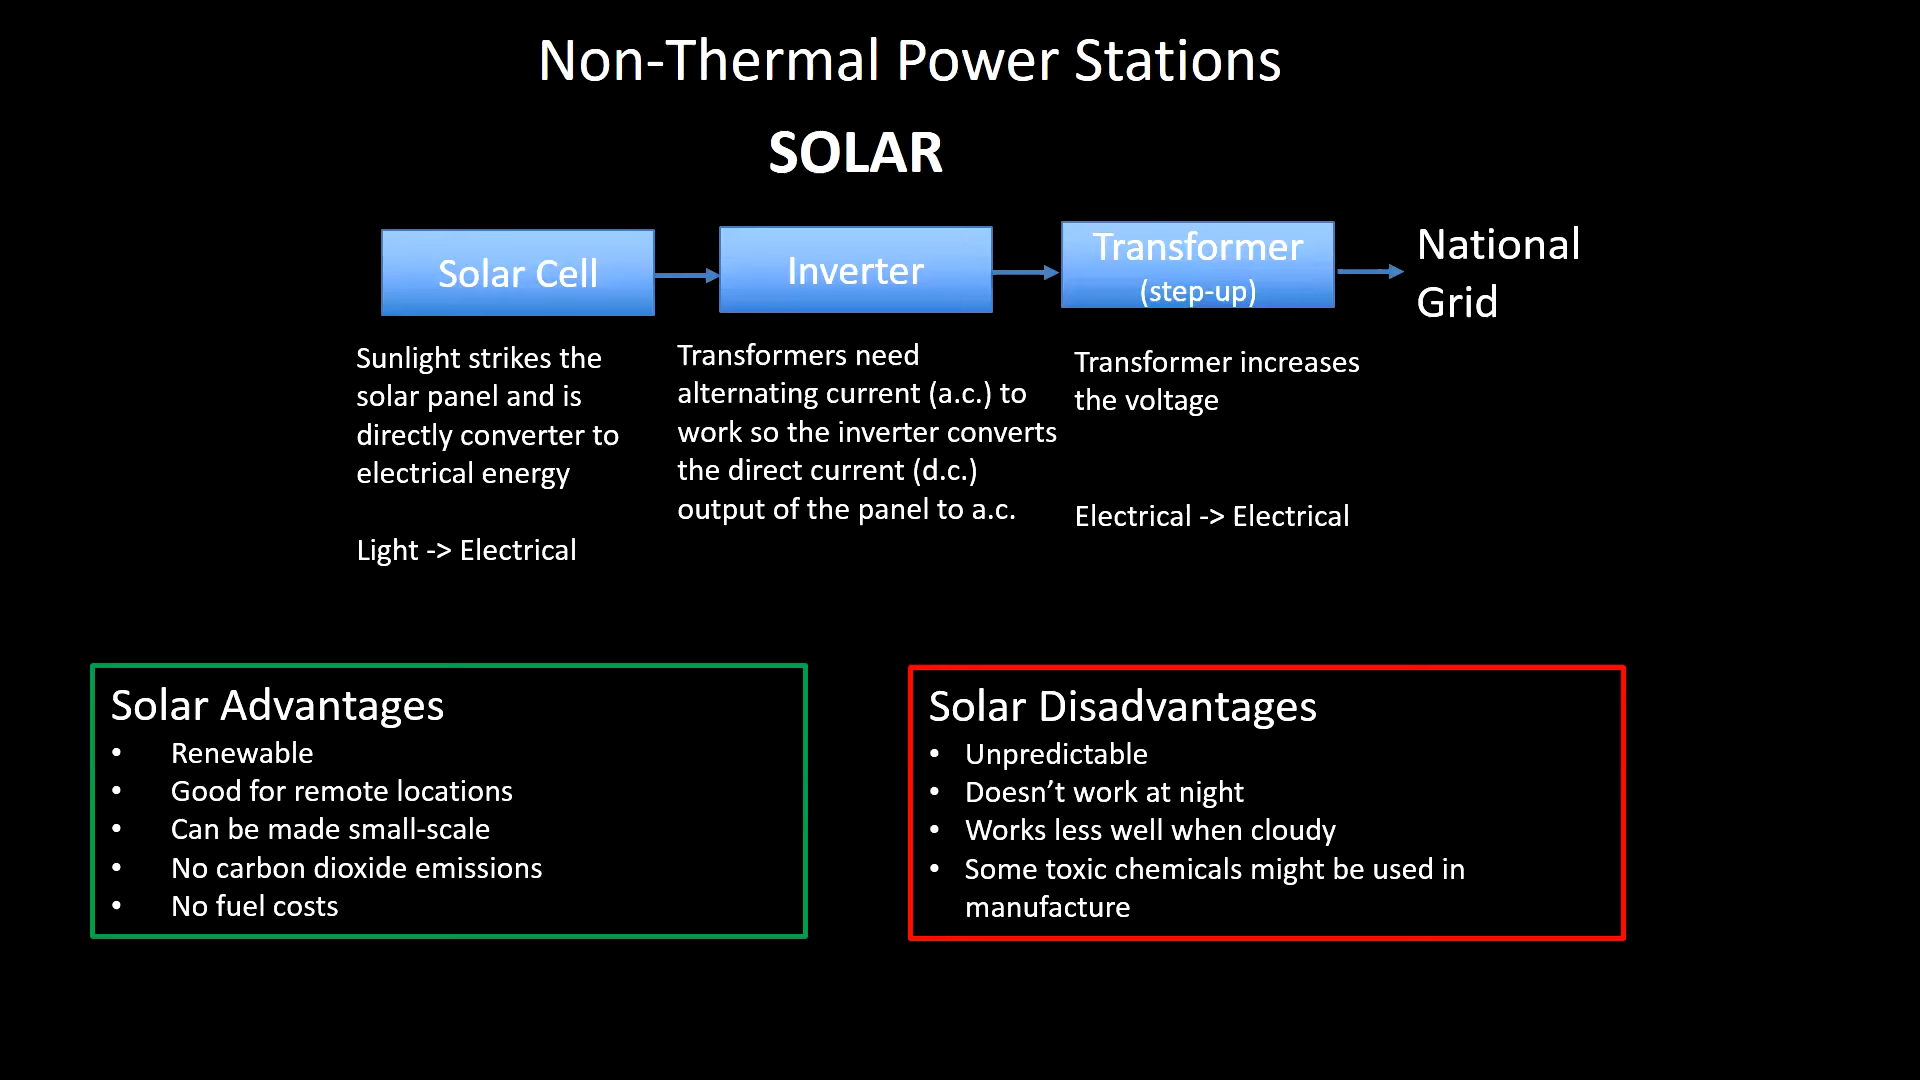 Non-Thermal Power Stations
SOLAR
Solar Cell
Inverter
Transformer
(step-up)
National
Grid
Sunlight strikes the
solar panel and is
directly converter to
electrical energy
Light -> Electrical
Transformers need
alternating current (a.c.) to
work so the inverter converts
the direct current (d.c.)
output of the panel to a.c.
Transformer increases
the voltage
Electrical -> Electrical
Solar Advantages
• Renewable
• Good for remote locations
• Can be made small-scale
• No carbon dioxide emissions
• No fuel costs
Solar Disadvantages
• Unpredictable
• Doesn’t work at night
• Works less well when cloudy
• Some toxic chemicals might be used in
manufacture